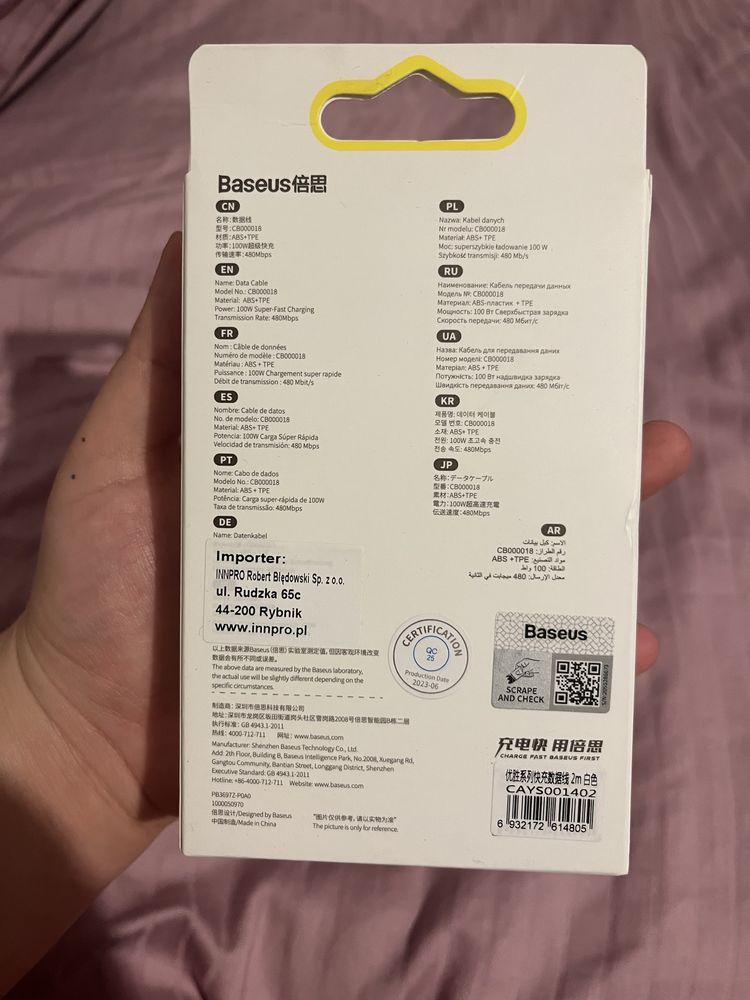 Baseus倍思
CN
名称:数据线
型号:CB000018
材质:ABS+TPE
功率:100W超级快充
传输速率:480Mbps
EN
Name: Data Cable
Model No.: CB000018
Material: ABS+TPE
Power: 100W Super-Fast Charging
Transmission Rate: 480Mbps
FR
Nom : Câble de données
Numéro de modèle : CB000018
Matériau : ABS + TPE
Puissance : 100W Chargement super rapide
Débit de transmission : 480 Mbit/s
ES
Nombre: Cable de datos
No. de modelo: CB000018
Material: ABS+ TPE
Potencia: 100W Carga Súper Rápida
Velocidad de transmisión: 480 Mbps
PT
Nome: Cabo de dados
Modelo No.: CB000018
Material: ABS + TPE
Potência: Carga super-rápida de 100W
Taxa de transmissão: 480Mbps
DE
Name: Datenkabel
Importer:
INNPRO Robert Błędowski Sp. z o.o.
ul. Rudzka 65c
44-200 Rybnik
www.innpro.pl
PL
Nazwa: Kabel danych
Nr modelu: CB000018
Materiał: ABS+ TPE
Moc: superszybkie ładowanie 100 W
Szybkość transmisji: 480 Mb/s
RU
Наименование: Кабель передачи данных
Модель №: CB000018
Материал: ABS-пластик + TPE
Мощность: 100 Вт Сверхбыстрая зарядка
Скорость передачи: 480 Мбит/с
UA
Назва: Кабель для передавання даних
Номер моделі: CB000018
Матеріал: ABS + TPE
Потужність: 100 Вт надшвидка зарядка
Швидкість передавання даних: 480 Мбіт/с
KR
제품명: 데이터 케이블
모델 번호: CB000018
소재: ABS+ TPE
전원: 100W 초고속 충전
전송 속도: 480Mbps
JP
名称:データケーブル
型番:CB000018
素材:ABS+TPE
電力:100W超高速充電
伝送速度:480Mbps
AR
الاسم: كبل بيانات
رقم الطراز: CB000018
مواد التصنيع: ABS +TPE
الطاقة: 100 واط
معدل الإرسال: 480 ميجابت في الثانية
以上数据来源Baseus(倍思)实验室测定值,但因客观环境改变
数据会有所不同或误差。
The above data are measured by the Baseus laboratory,
the actual use will be slightly different depending on the
specific circumstances.
CERTIFICATION
QC
25
Production Date
2023-06
Baseus
SCRAPE
AND CHECK
制造商: 深圳市倍思科技有限公司
地址: 深圳市龙岗区坂田街道岗头社区雪岗路2008号倍思智能园B栋二层
执行标准: GB 4943.1-2011
热线: 4000-712-711 网址: www.baseus.com
Manufacturer: Shenzhen Baseus Technology Co., Ltd.
Add: 2th Floor, Building B, Baseus Intelligence Park, No.2008, Xuegang Rd,
Gangtou Community, Bantian Street, Longgang District, Shenzhen
Executive Standard: GB 4943.1-2011
Hotline: +86-4000-712-711 Website: www.baseus.com
PB3697Z-P0A0
1000050970
倍思设计/Designed by Baseus
中国制造/Made in China
"图片仅供参考, 请以实物为准"
The picture is only for reference.
充电快 用倍思
CHARGE FAST BASEUS FIRST
优胜系列快充数据线 2m 白色
CAYS001402
6 932172 614805